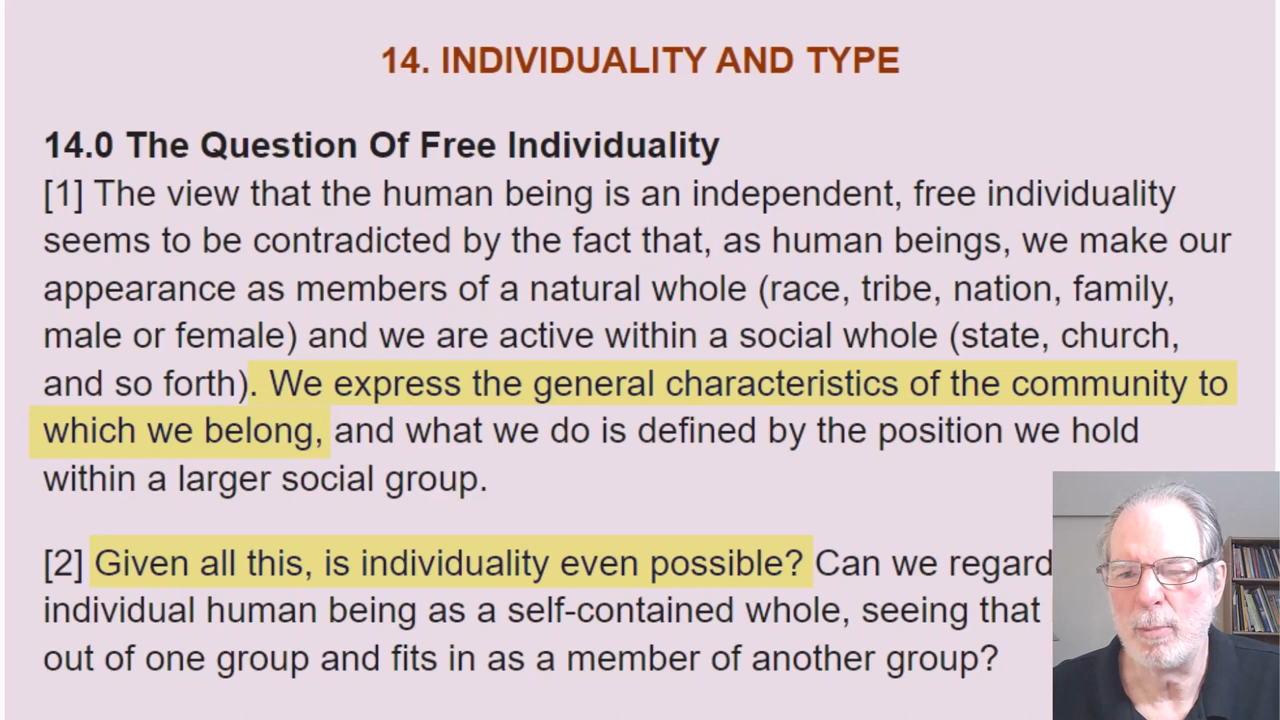 14. INDIVIDUALITY AND TYPE
14.0 The Question Of Free Individuality
[1] The view that the human being is an independent, free individuality
seems to be contradicted by the fact that, as human beings, we make our
appearance as members of a natural whole (race, tribe, nation, family,
male or female) and we are active within a social whole (state, church,
and so forth). We express the general characteristics of the community to
which we belong, and what we do is defined by the position we hold
within a larger social group.
[2] Given all this, is individuality even possible? Can we regard
individual human being as a self-contained whole, seeing that
out of one group and fits in as a member of another group?